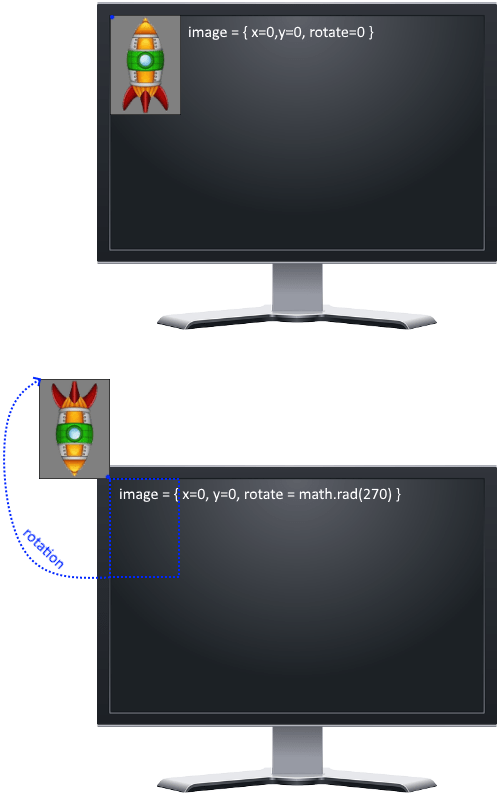 image = { x=0,y=0, rotate=0 }
image = { x=0, y=0, rotate = math.rad(270) }
rotation